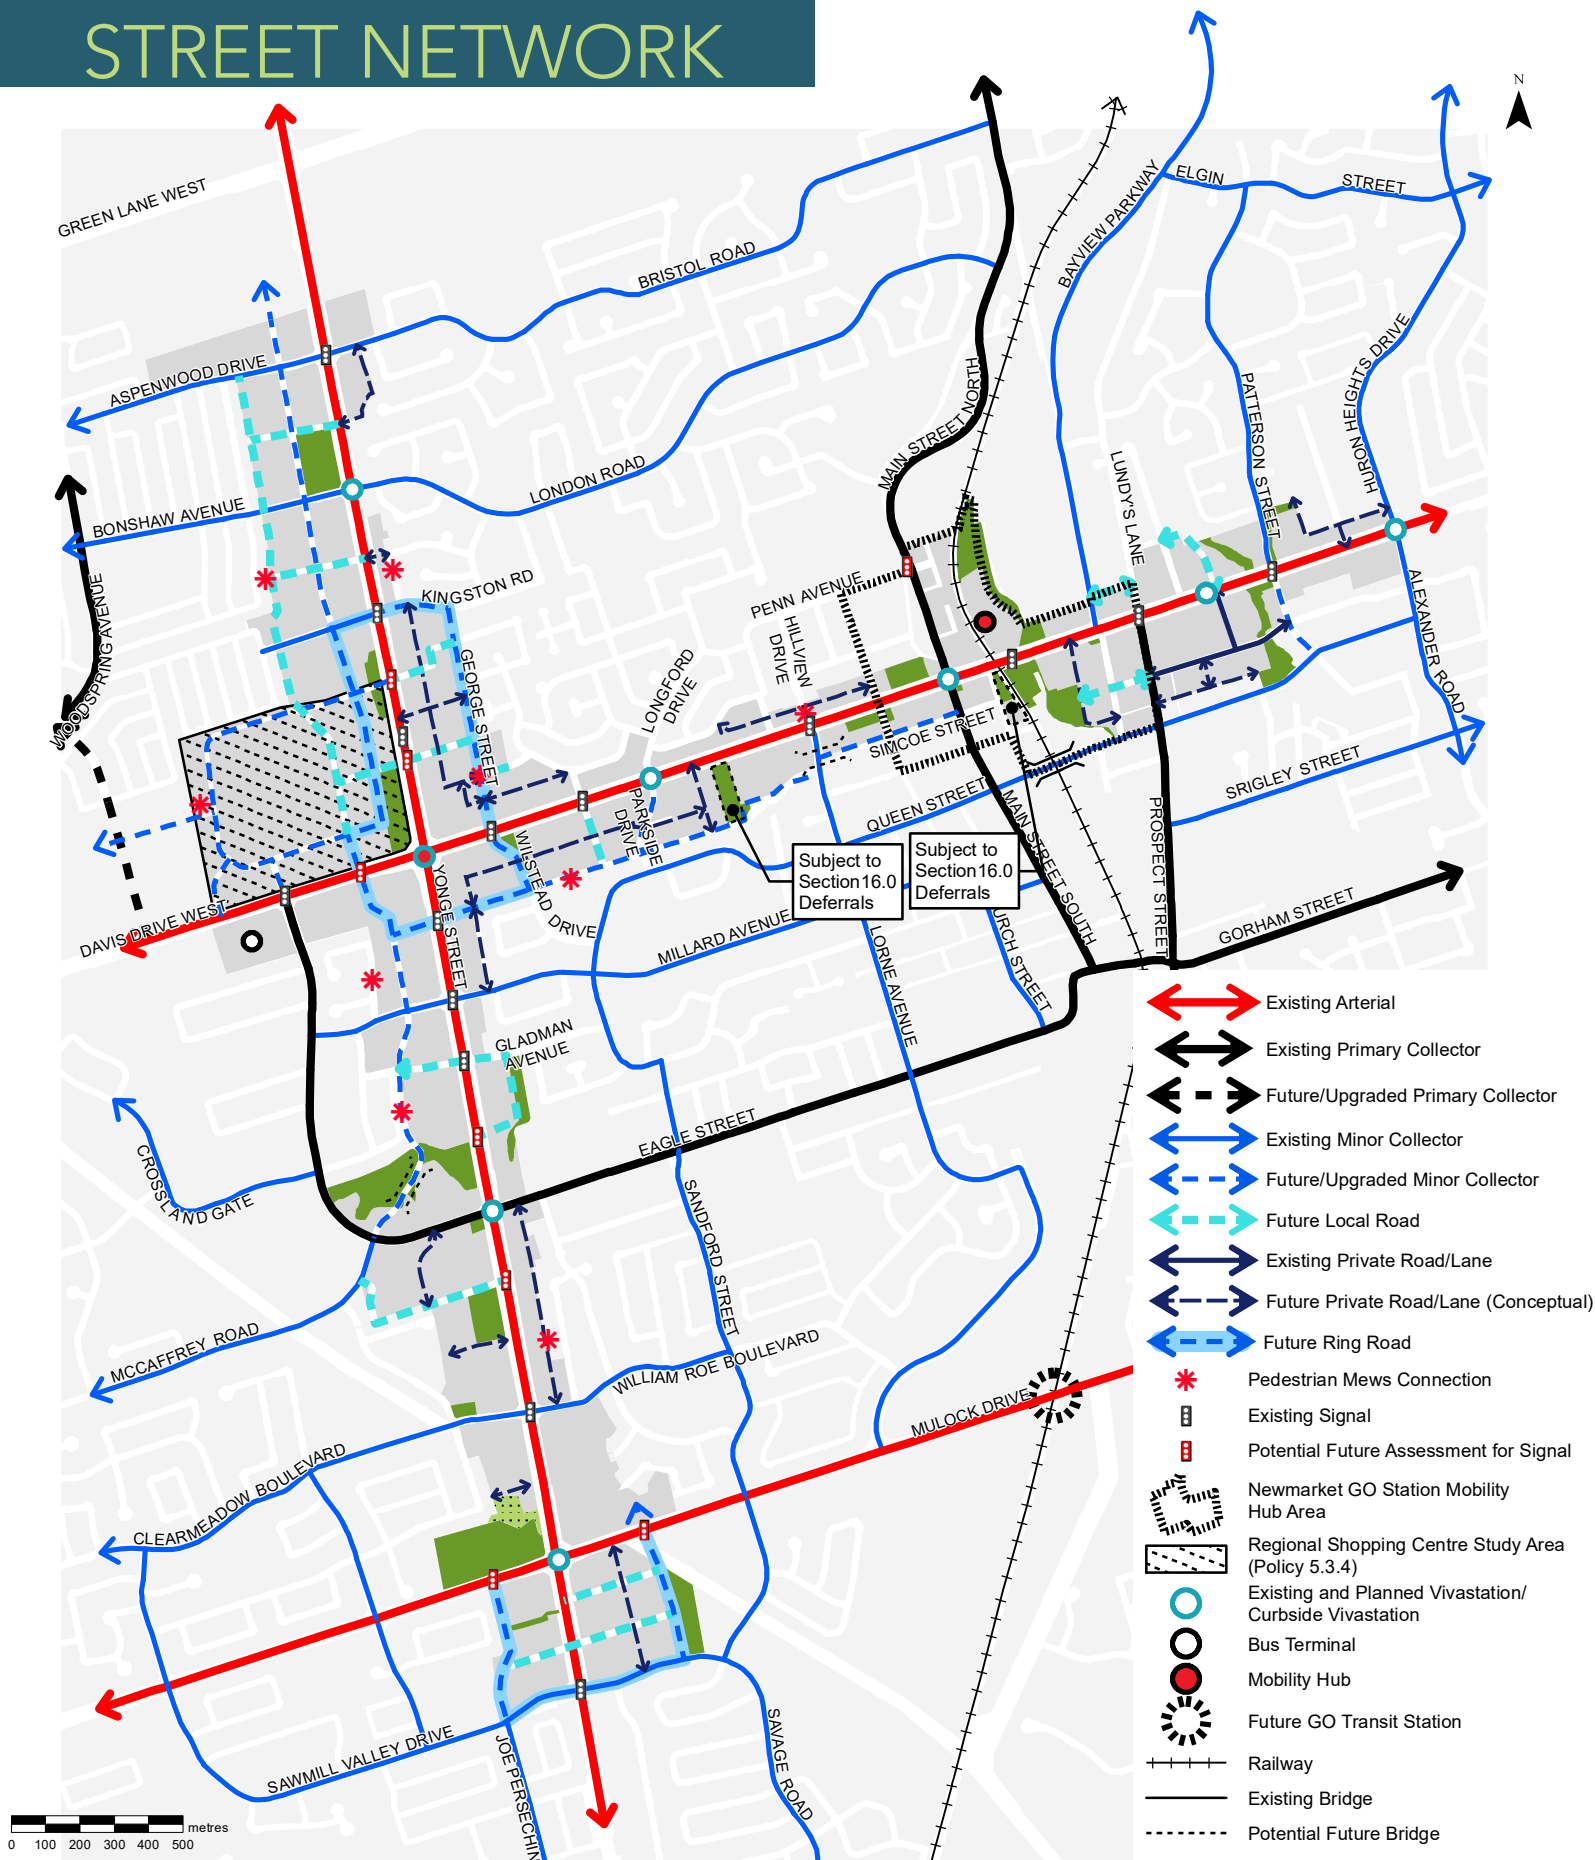 STREET NETWORK
N
GREEN LANE WEST
ELGIN
STREET
BAYVIEW PARKWAY
BRISTOL ROAD
ASPENWOOD DRIVE
HURON HEIGHTS DRIVE
MAIN STREET NORTH
PATTERSON STREET
LONDON ROAD
LUNDY'S LANE
BONSHAW AVENUE
KINGSTON RD
PENN AVENUE
HILLVIEW
DRIVE
WOODSPRING AVENUE
GEORGE STREET
LONGFORD
DRIVE
ALEXANDER ROAD
SIMCOE STREET
SRIGLEY STREET
QUEEN STREET
PARKSIDE
DRIVE
MAIN STREET SOUTH
PROSPECT STREET
WILSTEAD DRIVE
Subject to
Section 16.0
Deferrals
Subject to
Section 16.0
Deferrals
YONGE STREET
DAVIS DRIVE WEST
GORHAM STREET
MILLARD AVENUE
LORNE AVENUE
URCH STREET
GLADMAN
AVENUE
EAGLE STREET
CROSSLAND GATE
SANDFORD STREET
MCCAFFREY ROAD
WILLIAM ROE BOULEVARD
MULOCK DRIVE
CLEARMEADOW BOULEVARD
SAWMILL VALLEY DRIVE
JOE PERSECHIN
SAVAGE ROAD
Existing Arterial
Existing Primary Collector
Future/Upgraded Primary Collector
Existing Minor Collector
Future/Upgraded Minor Collector
Future Local Road
Existing Private Road/Lane
Future Private Road/Lane (Conceptual)
Future Ring Road
Pedestrian Mews Connection
Existing Signal
Potential Future Assessment for Signal
Newmarket GO Station Mobility
Hub Area
Regional Shopping Centre Study Area
(Policy 5.3.4)
Existing and Planned Vivastation/
Curbside Vivastation
Bus Terminal
Mobility Hub
Future GO Transit Station
Railway
Existing Bridge
Potential Future Bridge
metres
0 100 200 300 400 500